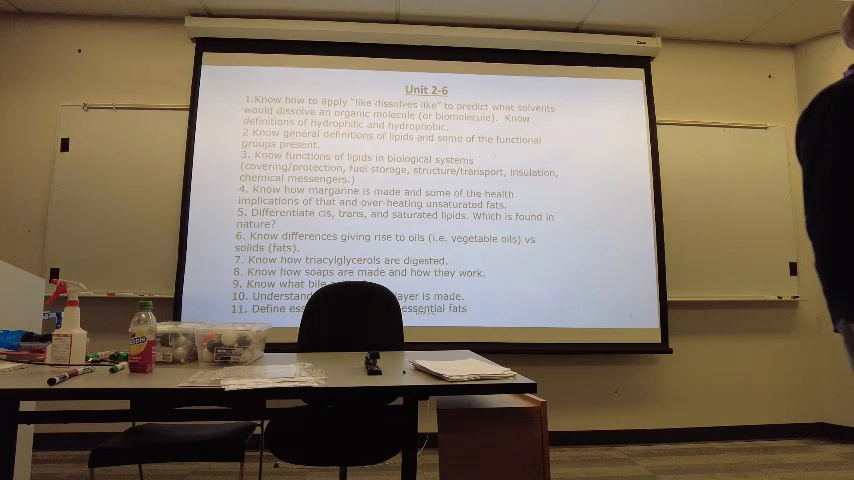 Unit 2-6
1.Know how to apply "like dissolves like" to predict what solvents
would dissolve an organic molecule (or biomolecule). Know
definitions of hydrophilic and hydrophobic.
2 Know general definitions of lipids and some of the functional
groups present.
3. Know functions of lipids in biological systems
(covering/protection, fuel storage, structure/transport, insulation,
chemical messengers.)
4. Know how margarine is made and some of the health
implications of that and over-heating unsaturated fats.
5. Differentiate cis, trans, and saturated lipids. Which is found in
nature?
6. Know differences giving rise to oils (i.e. vegetable oils) vs
solids (fats).
7. Know how triacylglycerols are digested.
8. Know how soaps are made and how they work.
9. Know what bile
10. Understand layer is made.
11. Define essential fats